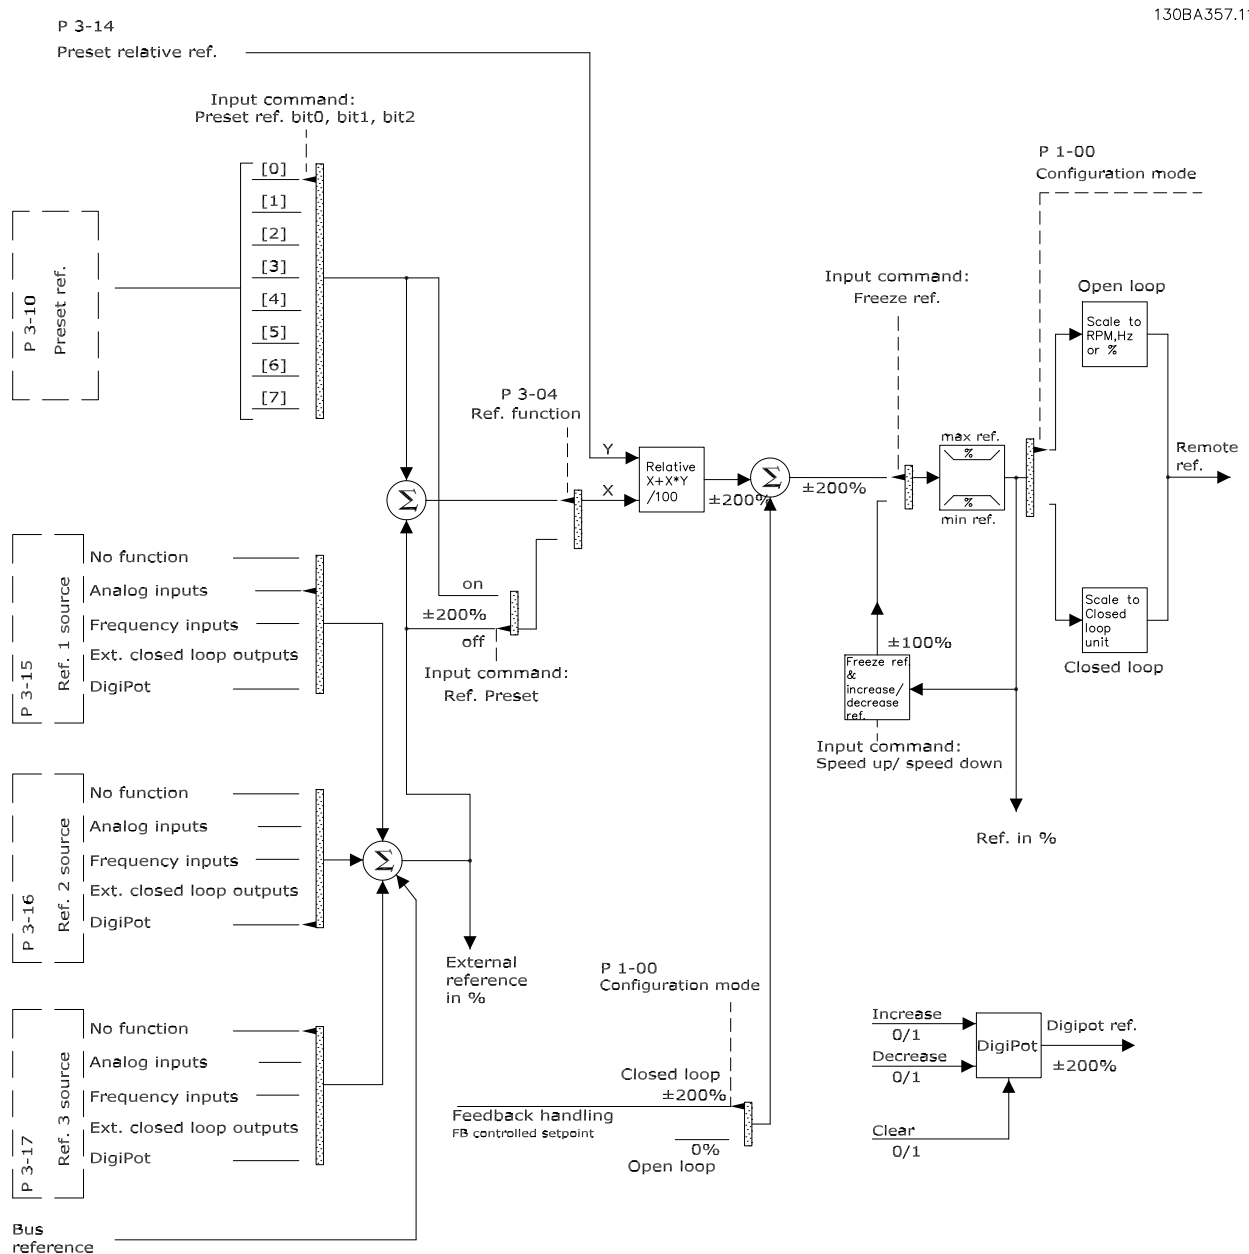 130BA357.11
P 3-14
Preset relative ref.
Input command:
Preset ref. bit0, bit1, bit2
[0]
[1]
[2]
[3]
[4]
[5]
[6]
[7]
P 3-10
Preset ref.
P 1-00
Configuration mode
Input command:
Freeze ref.
Open loop
Scale to
RPM,Hz
or %
P 3-04
Ref. function
Y
X
Relative
X+X*Y
/100
±200%
Σ
±200%
max ref.
%
%
min ref.
Remote
ref.
Σ
on
±200%
off
Input command:
Ref. Preset
P 3-15
Ref. 1 source
No function
Analog inputs
Frequency inputs
Ext. closed loop outputs
DigiPot
±100%
Freeze ref.
&
increase/
decrease
ref.
Input command:
Speed up/ speed down
Scale to
Closed
loop
unit
Closed loop
Ref. in %
P 3-16
Ref. 2 source
No function
Analog inputs
Frequency inputs
Ext. closed loop outputs
DigiPot
Σ
External
reference
in %
P 1-00
Configuration mode
Closed loop
±200%
Feedback handling
FB controlled setpoint
0%
Open loop
Increase
0/1
Decrease
0/1
Clear
0/1
DigiPot
Digipot ref.
±200%
P 3-17
Ref. 3 source
No function
Analog inputs
Frequency inputs
Ext. closed loop outputs
DigiPot
Bus
reference